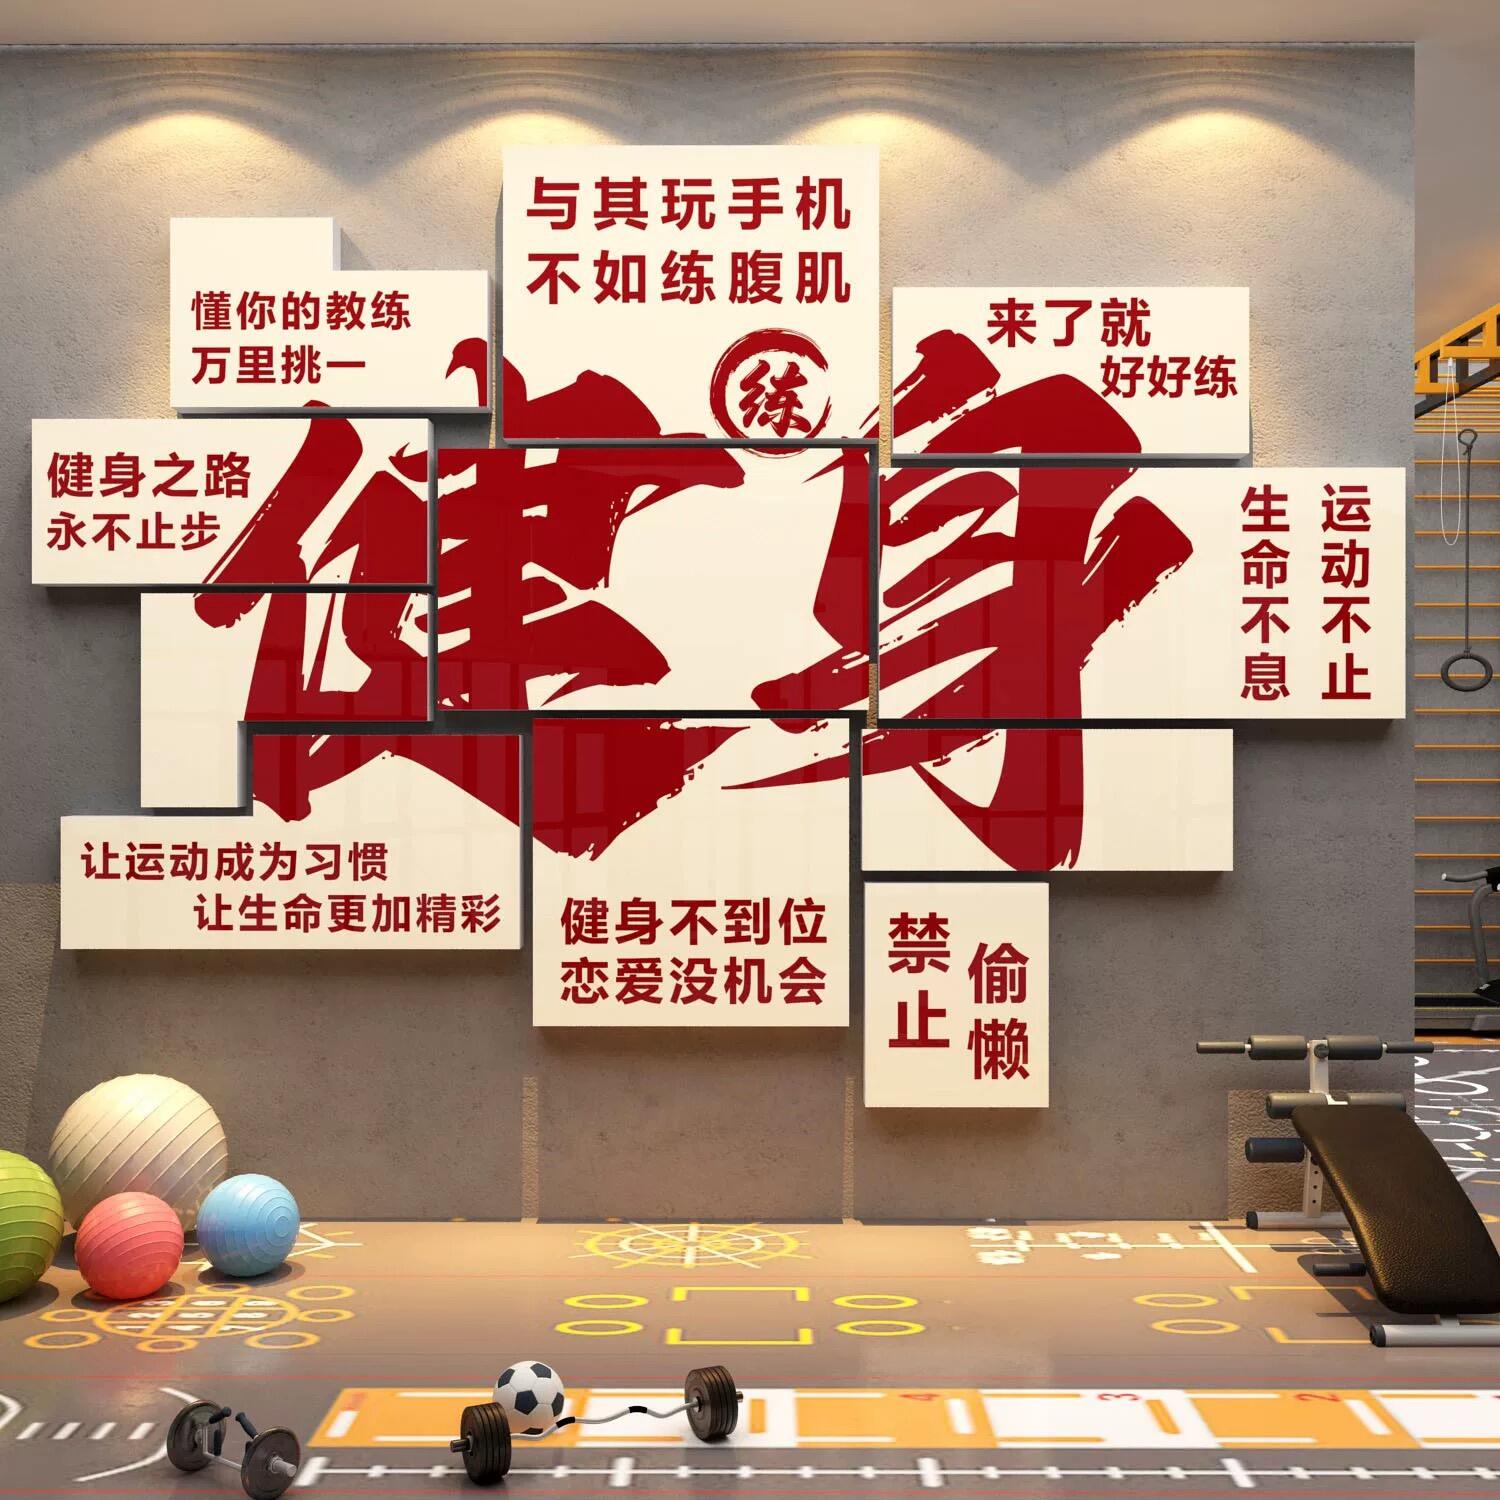 与其玩手机
不如练腹肌
练
懂你的教练
万里挑一
来了就
好好练
健身之路
永不止步
健身
运动不止
生命不息
让运动成为习惯
让生命更加精彩
健身不到位
恋爱没机会
禁止
偷懒
4
3
2